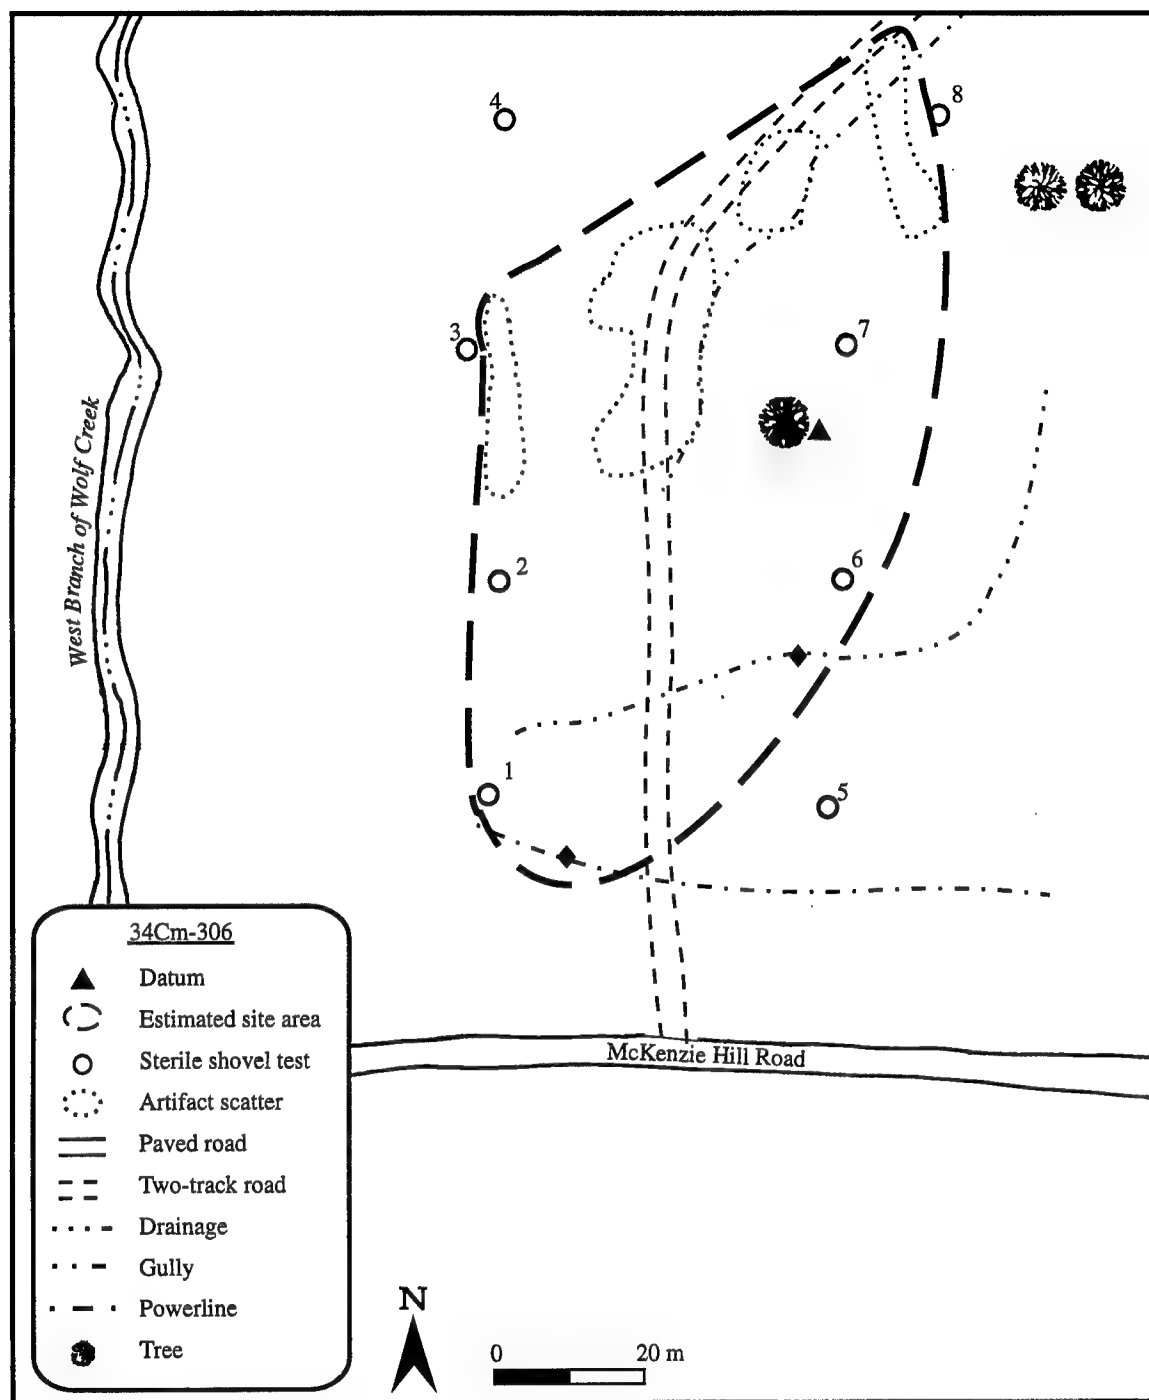 4
8
3
7
West Branch of Wolf Creek
2
6
1
5
34Cm-306
Datum
Estimated site area
Sterile shovel test
Artifact scatter
Paved road
Two-track road
Drainage
Gully
Powerline
Tree
McKenzie Hill Road
N
0 20 m